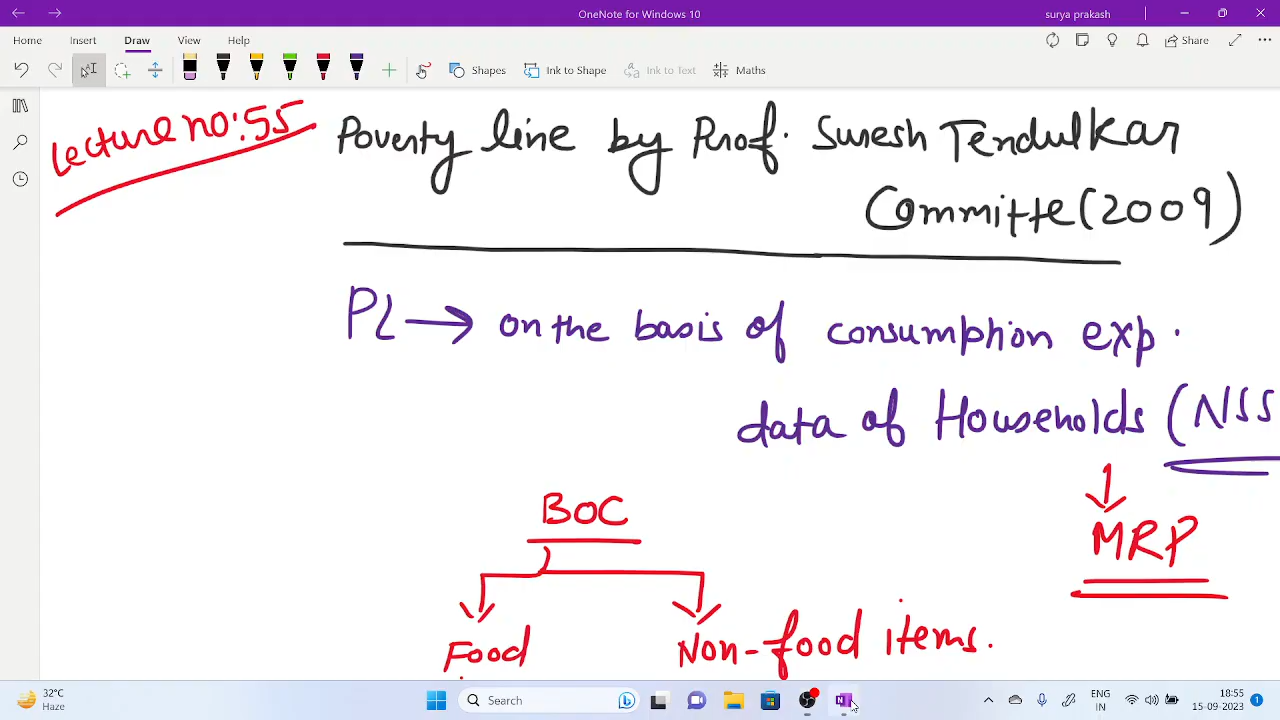 OneNote for Windows 10
surya prakash
Home Insert Draw View Help
Share
Shapes Ink to Shape Ink to Text Maths
Lecture no:55
Poverty line by Prof. Suresh Tendulkar
Committe(2009)
PL → on the basis of consumption exp.
data of Households (NSS
MRP
BOC
Food Non-food items.
32°C
Haze
Search
ENG
IN
18:55
15-09-2023
1